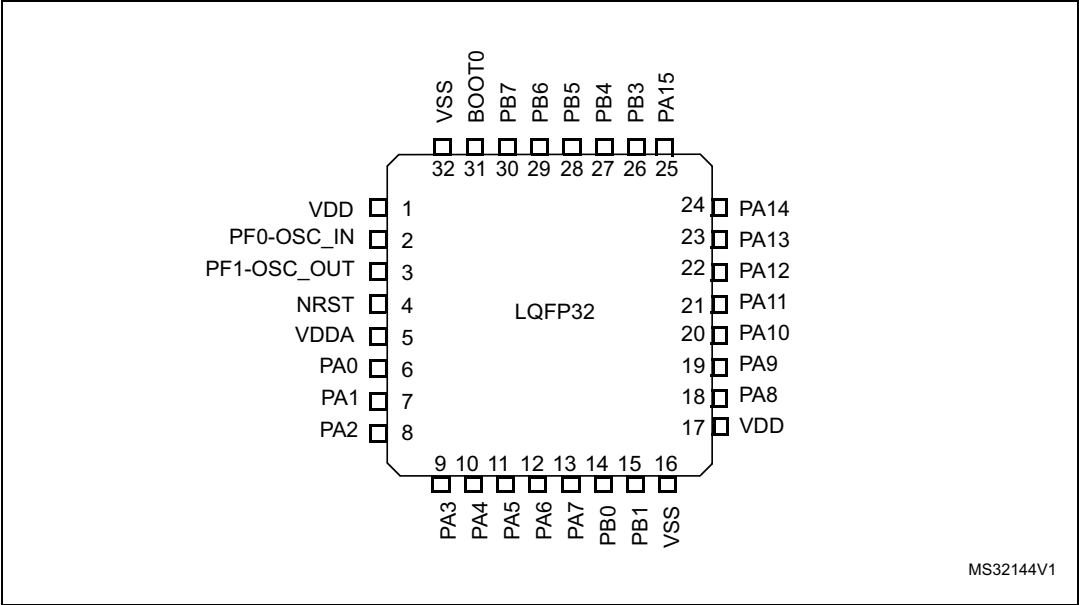 VSS
BOOT0
PB7
PB6
PB5
PB4
PB3
PA15
32 31 30 29 28 27 26 25
VDD 1
PF0-OSC_IN 2
PF1-OSC_OUT 3
NRST 4
VDDA 5
PA0 6
PA1 7
PA2 8
LQFP32
24 PA14
23 PA13
22 PA12
21 PA11
20 PA10
19 PA9
18 PA8
17 VDD
9 10 11 12 13 14 15 16
PA3
PA4
PA5
PA6
PA7
PB0
PB1
VSS
MS32144V1